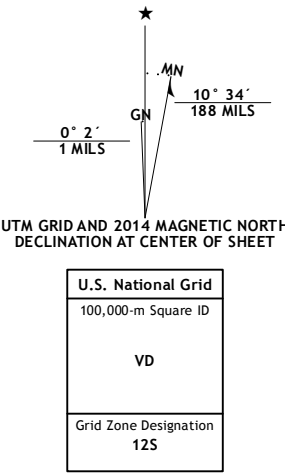 ★
MN
10° 34´
188 MILS
GN
0° 2´
1 MILS
UTM GRID AND 2014 MAGNETIC NORTH
DECLINATION AT CENTER OF SHEET
U.S. National Grid
100,000-m Square ID
VD
Grid Zone Designation
12S